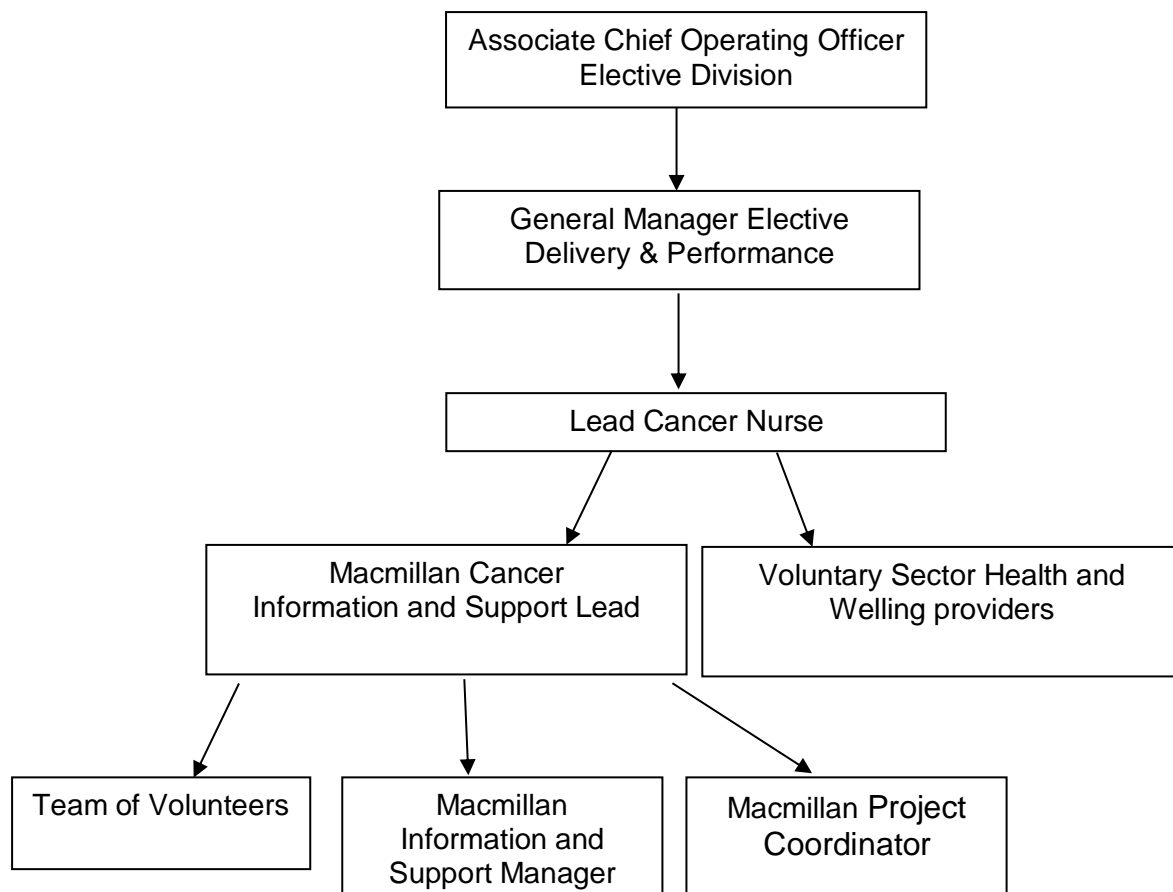 Associate Chief Operating Officer
Elective Division
General Manager Elective
Delivery & Performance
Lead Cancer Nurse
Macmillan Cancer
Information and Support Lead
Voluntary Sector Health and
Welling providers
Team of Volunteers
Macmillan
Information and
Support Manager
Macmillan Project
Coordinator